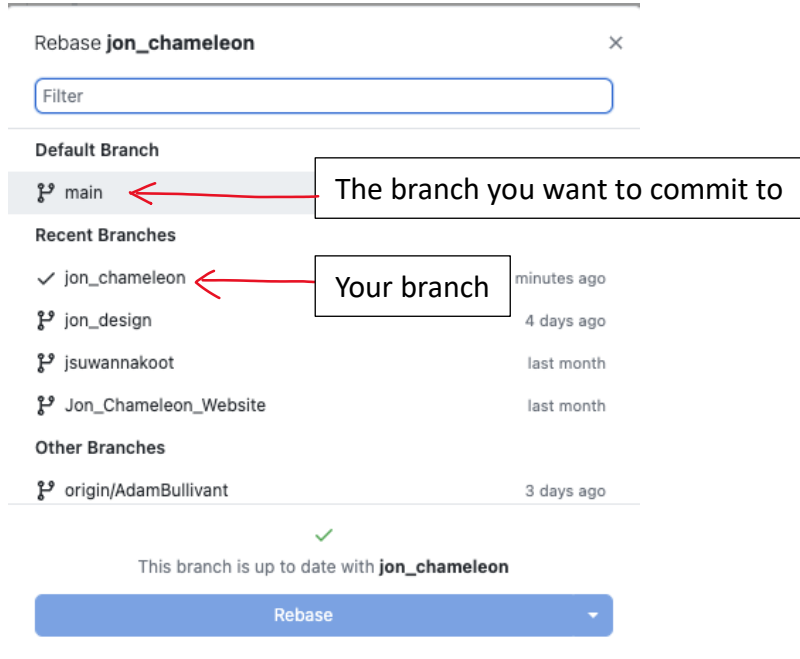 Rebase jon_chameleon
Filter
Default Branch
main
The branch you want to commit to
Recent Branches
jon_chameleon
Your branch
minutes ago
jon_design
4 days ago
jsuwannakoot
last month
Jon_Chameleon_Website
last month
Other Branches
origin/AdamBullivant
3 days ago
This branch is up to date with jon_chameleon
Rebase